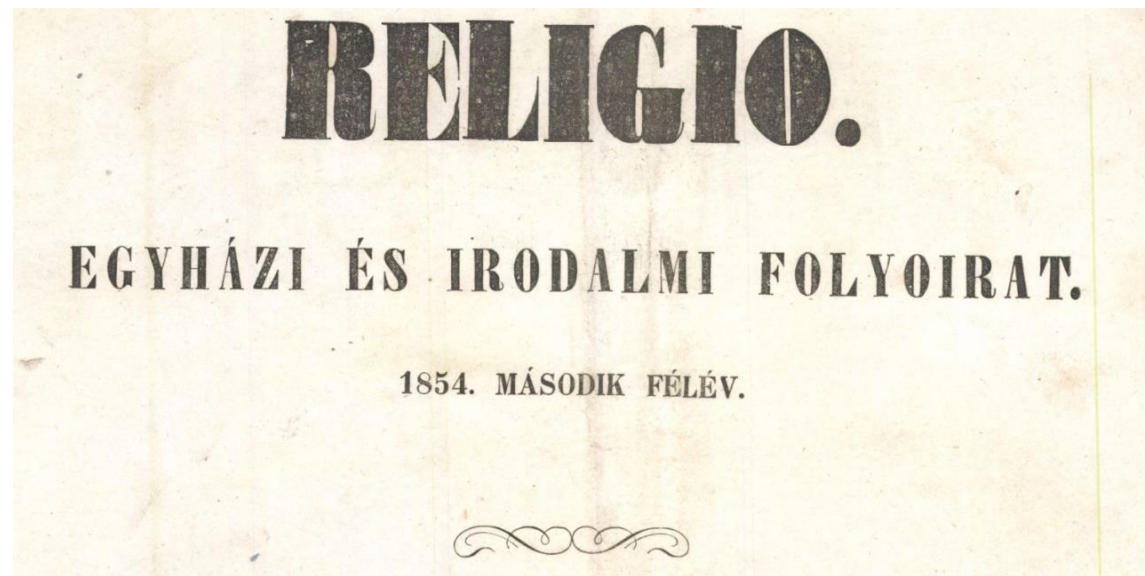 RELIGIO.
EGYHÁZI ÉS IRODALMI FOLYOIRAT.
1854. MÁSODIK FÉLÉV.